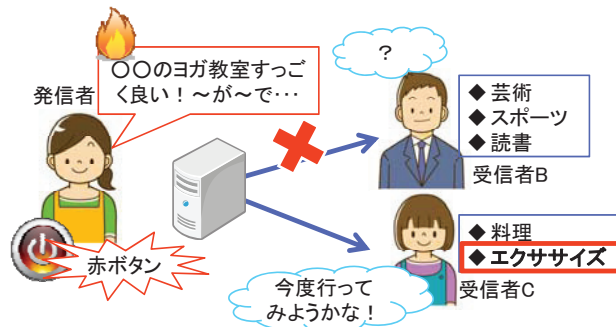 〇〇のヨガ教室すっご
く良い！～が～で･･･
発信者
赤ボタン
？
◆ 芸術
◆ スポーツ
◆ 読書
受信者B
◆ 料理
◆ エクササイズ
受信者C
今度行って
みようかな！